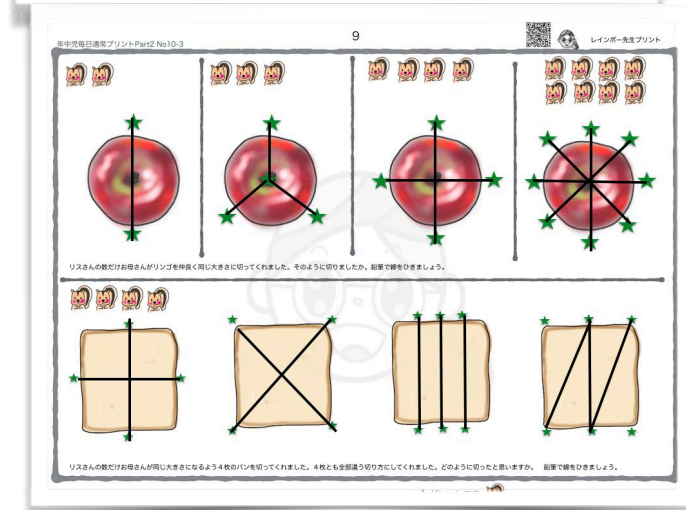 9
年中児毎日通常プリントPart2 No10-3
レインボー先生プリント
リスさんの数だけお母さんがリンゴを仲良く同じ大きさに切ってくれました。そのように切りましたか。鉛筆で線をひきましょう。
リスさんの数だけお母さんが同じ大きさになるよう４枚のパンを切ってくれました。４枚とも全部違う切り方にしてくれました。どのように切ったと思いますか。 鉛筆で線をひきましょう。